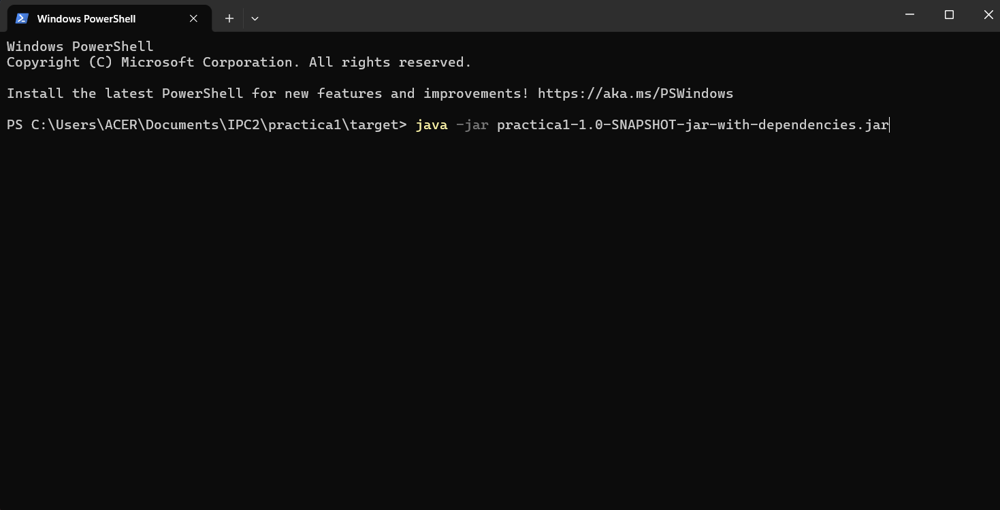 Windows PowerShell
Windows PowerShell
Copyright (C) Microsoft Corporation. All rights reserved.
Install the latest PowerShell for new features and improvements! https://aka.ms/PSWindows
PS C:\Users\ACER\Documents\IPC2\practica1\target> java -jar practica1-1.0-SNAPSHOT-jar-with-dependencies.jar